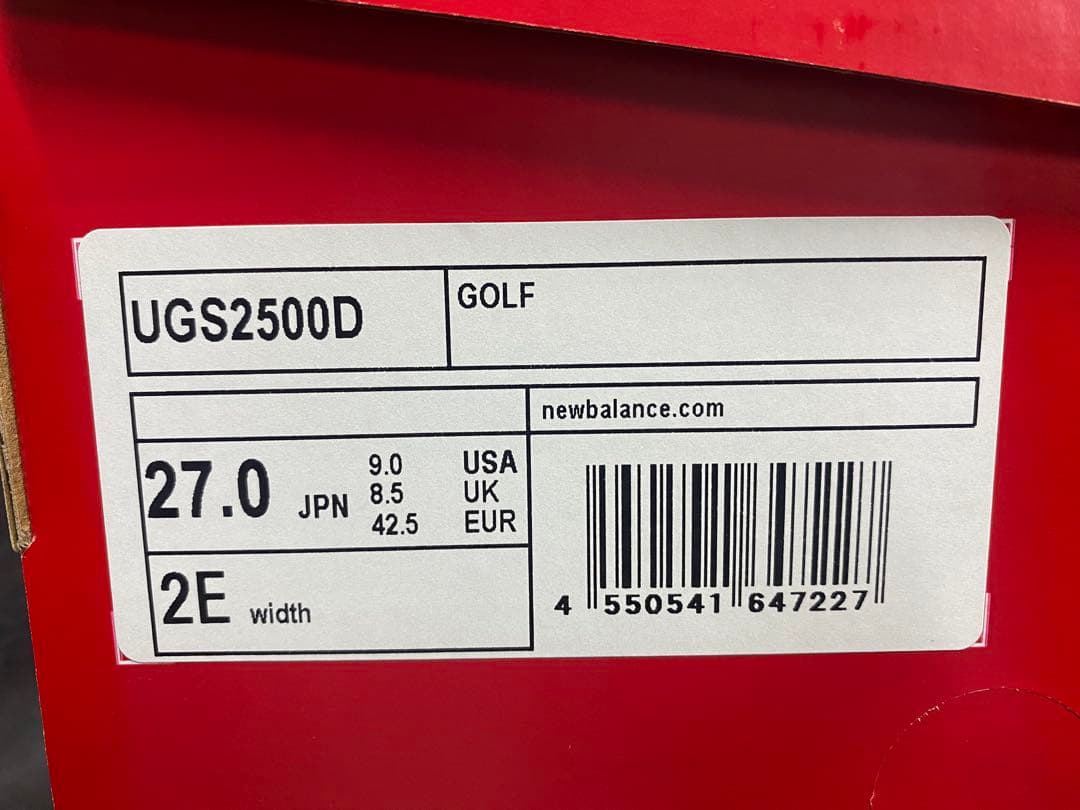 UGS2500D
GOLF
newbalance.com
27.0 JPN
9.0 USA
8.5 UK
42.5 EUR
2E width
4 550541 647227